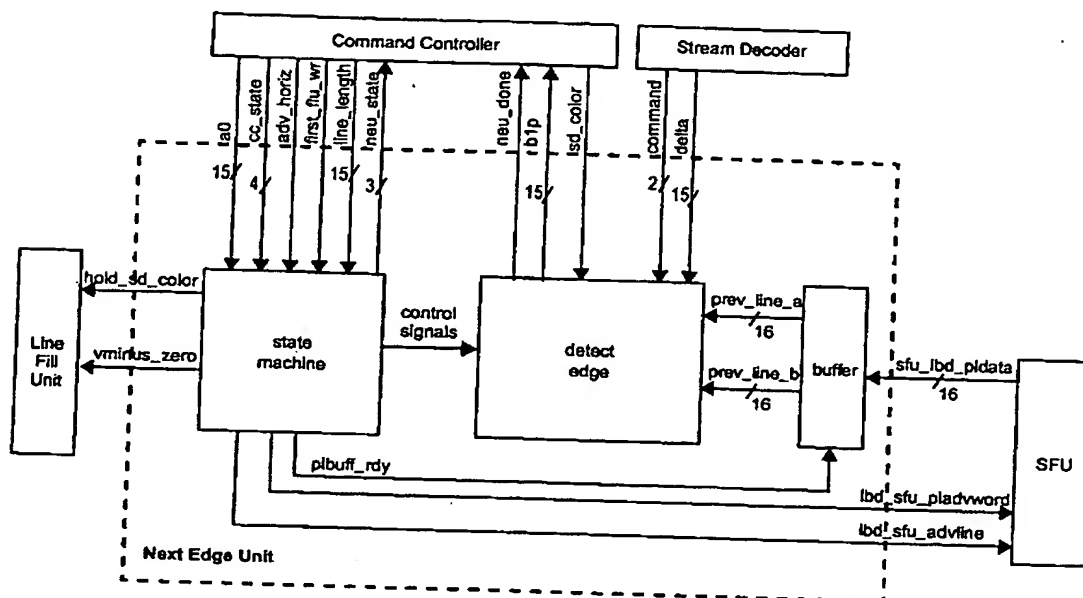 Command Controller
Stream Decoder
a0
cc_state
adv_horiz
first_flu_wr
line_length
neu_state
neu_done
b1p
sd_color
command
delta
15
4
15
3
15
2
15
hold_sd_color
vminus_zero
Line
Fill
Unit
state
machine
control
signals
detect
edge
prev_line_a
16
prev_line_b
16
buffer
sfu_lbd_pldata
16
SFU
plbuff_rdy
lbd_sfu_pladvword
lbd_sfu_advline
Next Edge Unit